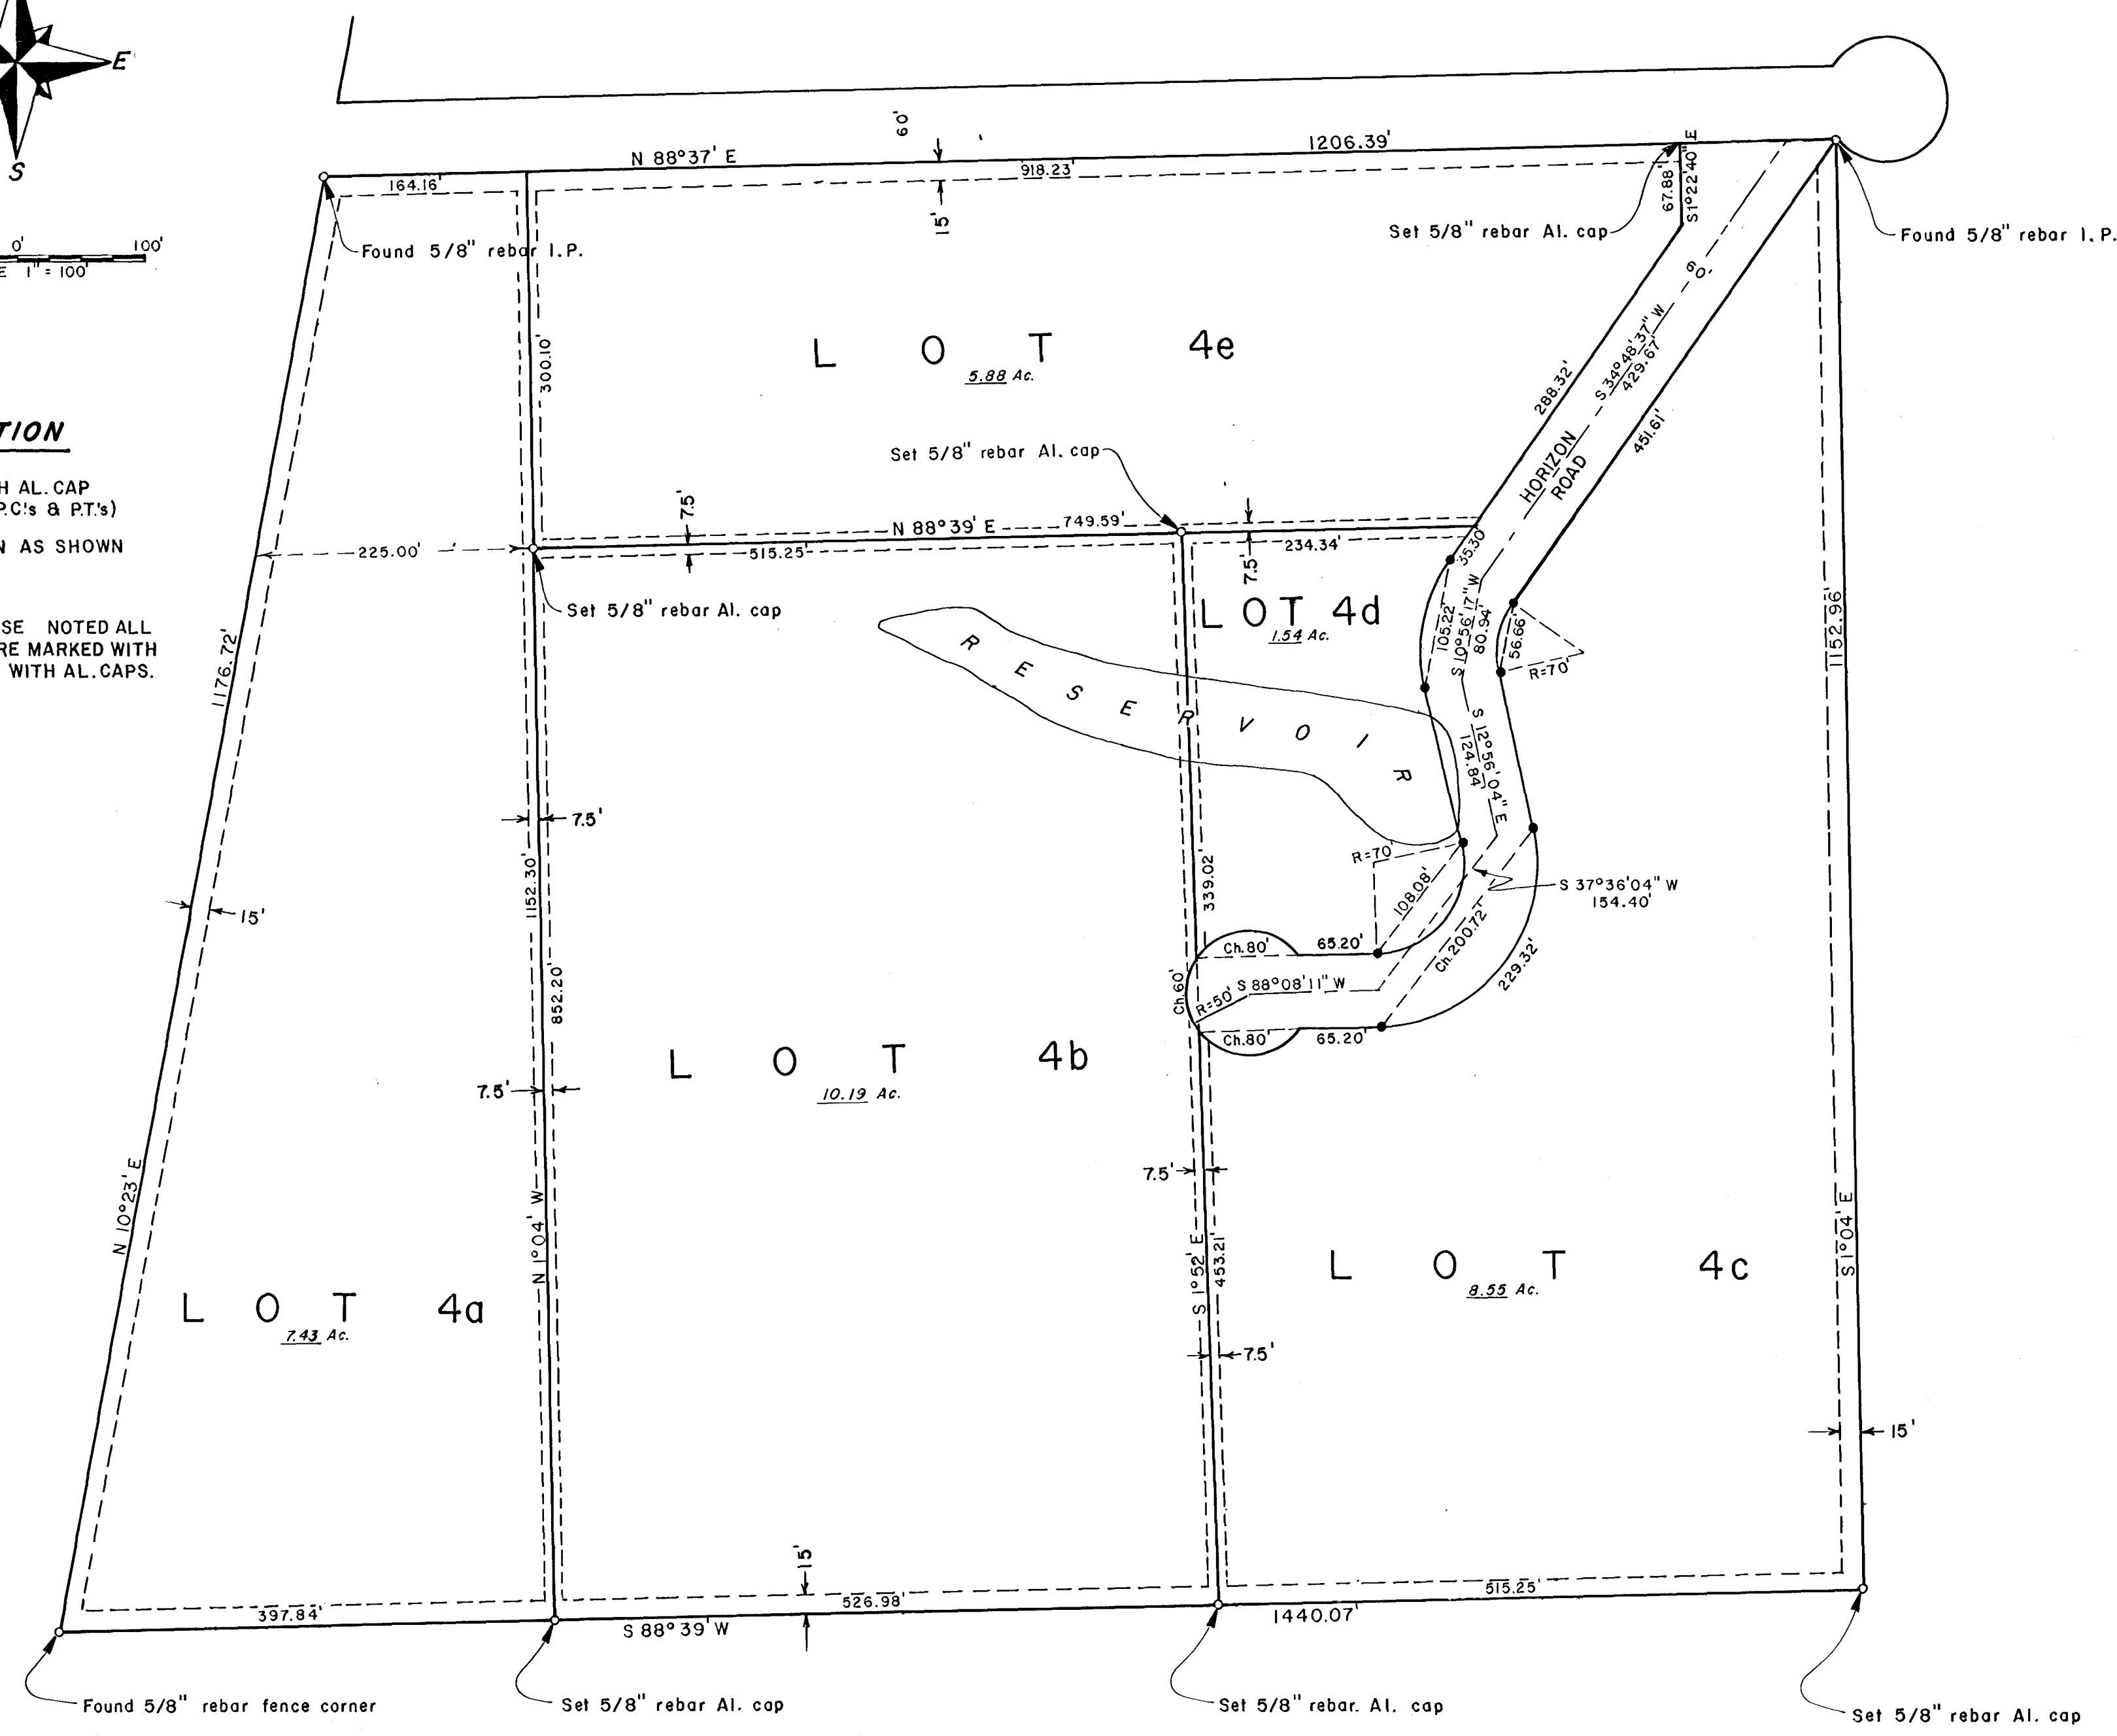 E
S
0' 100'
E 1" = 100'
TION
H AL. CAP
P.C.'s & P.T.'s)
N AS SHOWN
SE NOTED ALL
RE MARKED WITH
WITH AL. CAPS.
60'
N 88°37' E
1206.39'
164.16'
918.23'
15'
67.88'
S1°22'40" E
Set 5/8" rebar Al. cap
Found 5/8" rebar I.P.
Found 5/8" rebar I.P.
60'
300.10'
LOT 4e
5.88 Ac.
288.32'
S 34°48'37" W
429.67'
451.61'
HORIZON
ROAD
Set 5/8" rebar Al. cap
7.5'
N 88°39' E
749.59'
225.00'
515.25'
234.34'
7.5'
35.30'
Set 5/8" rebar Al. cap
LOT 4d
1.54 Ac.
105.22'
S 10°56'17" W
80.94'
56.66'
R=70'
1152.96'
1176.72'
RESERVOIR
S 12°56'04" E
124.84'
7.5'
R=70'
1152.30'
339.02'
108.08'
S 37°36'04" W
154.40'
15'
Ch.80'
65.20'
Ch. 200.72'
229.32'
852.20'
Ch.60'
R=50'
S 88°08'11" W
Ch.80'
65.20'
LOT 4b
10.19 Ac.
7.5'
7.5'
N 10°23' E
N 1°04' W
S 1°52' E
453.21'
S 1°04' E
LOT 4c
8.55 Ac.
LOT 4a
7.43 Ac.
7.5'
15'
15'
397.84'
526.98'
515.25'
S 88°39' W
1440.07'
Found 5/8" rebar fence corner
Set 5/8" rebar Al. cap
Set 5/8" rebar. Al. cap
Set 5/8" rebar Al. cap